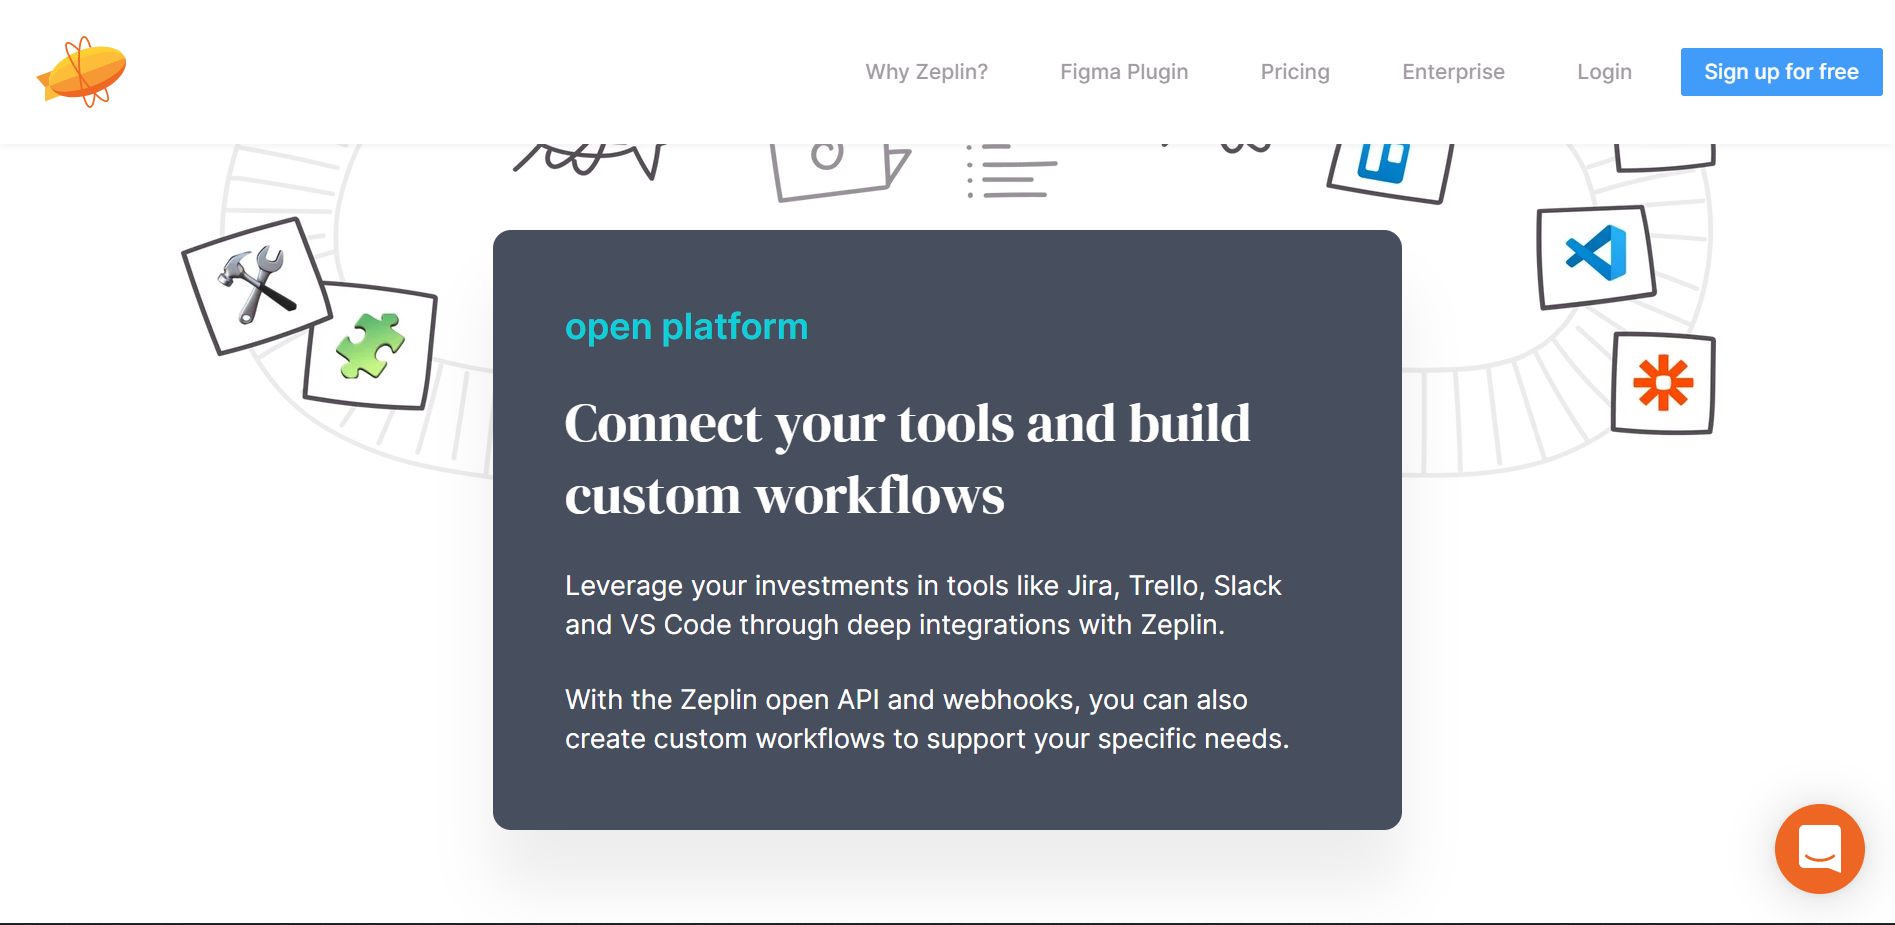 Why Zeplin?
Figma Plugin
Pricing
Enterprise
Login
Sign up for free
open platform
Connect your tools and build
custom workflows
Leverage your investments in tools like Jira, Trello, Slack
and VS Code through deep integrations with Zeplin.
With the Zeplin open API and webhooks, you can also
create custom workflows to support your specific needs.